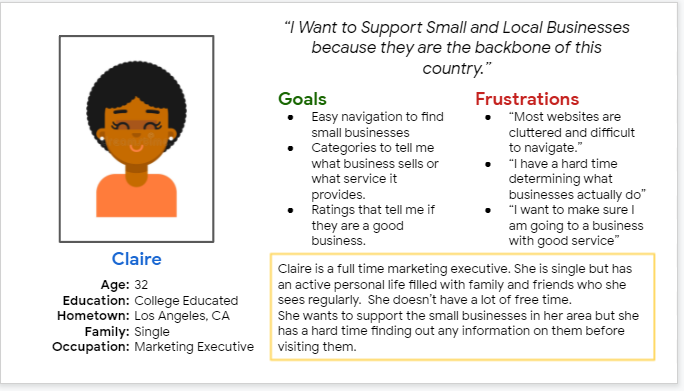 “I Want to Support Small and Local Businesses
because they are the backbone of this
country.”
Goals
● Easy navigation to find
small businesses
● Categories to tell me
what business sells or
what service it
provides.
● Ratings that tell me if
they are a good
business.
Frustrations
● “Most websites are
cluttered and difficult
to navigate.”
● “I have a hard time
determining what
businesses actually do”
● “I want to make sure I
am going to a business
with good service”
Claire
Age: 32
Education: College Educated
Hometown: Los Angeles, CA
Family: Single
Occupation: Marketing Executive
Claire is a full time marketing executive. She is single but has
an active personal life filled with family and friends who she
sees regularly.  She doesn’t have a lot of free time.
She wants to support the small businesses in her area but she
has a hard time finding out any information on them before
visiting them.